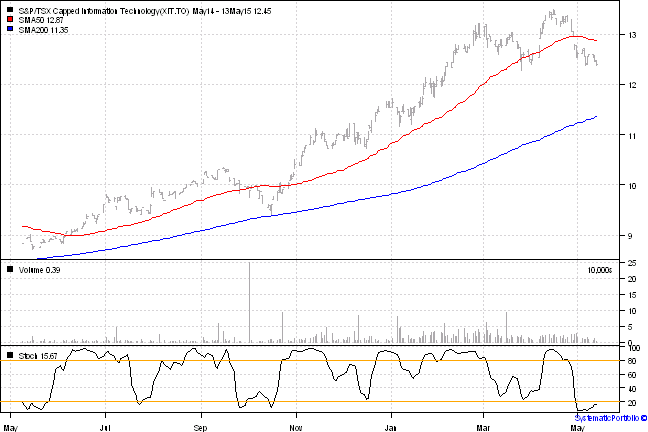 S&P/TSX Capped Information Technology(XIT.TO) May14 - 13May15 12.45
SMA50 12.87
SMA200 11.35
13
12
11
10
9
Volume 0.39
10,000s
25
20
15
10
5
0
Stoch 15.67
100
80
60
40
20
May Jul Sep Nov Jan Mar May
SystematicPortfolio ©